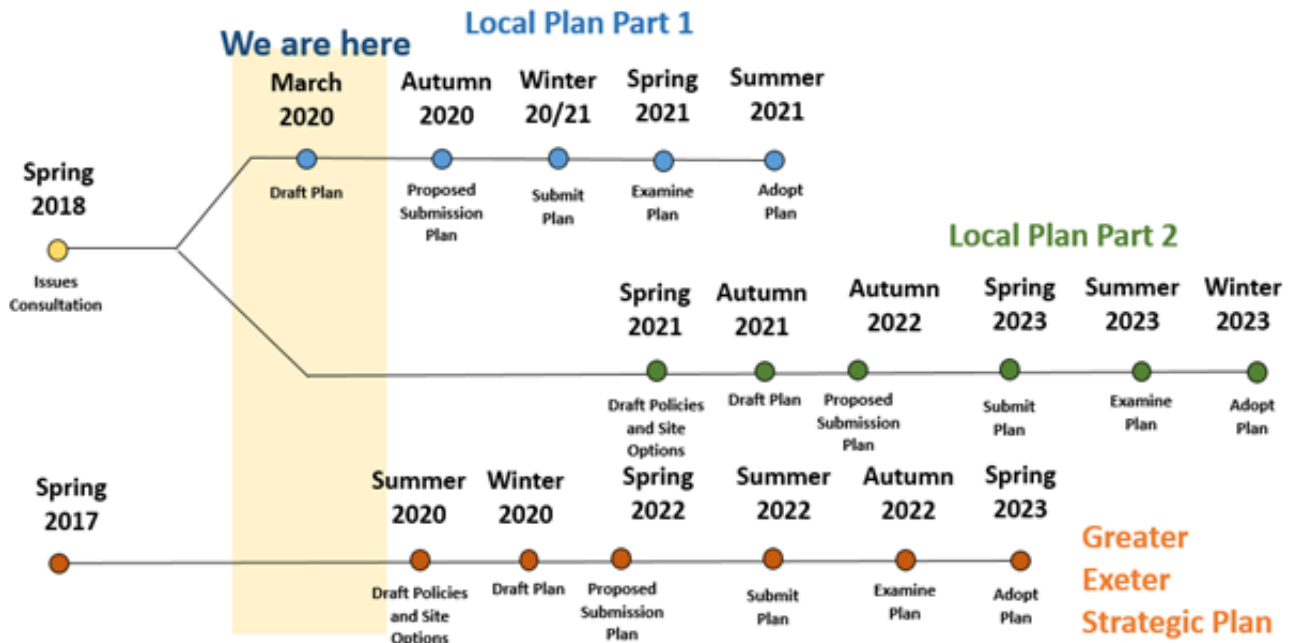 Local Plan Part 1
We are here
March
2020
Autumn
2020
Winter
20/21
Spring
2021
Summer
2021
Draft Plan
Proposed
Submission
Plan
Submit
Plan
Examine
Plan
Adopt
Plan
Spring
2018
Issues
Consultation
Local Plan Part 2
Spring
2021
Autumn
2021
Autumn
2022
Spring
2023
Summer
2023
Winter
2023
Draft Policies
and Site
Options
Draft Plan
Proposed
Submission
Plan
Submit
Plan
Examine
Plan
Adopt
Plan
Spring
2017
Summer
2020
Winter
2020
Spring
2022
Summer
2022
Autumn
2022
Spring
2023
Draft Policies
and Site
Options
Draft Plan
Proposed
Submission
Plan
Submit
Plan
Examine
Plan
Adopt
Plan
Greater
Exeter
Strategic Plan